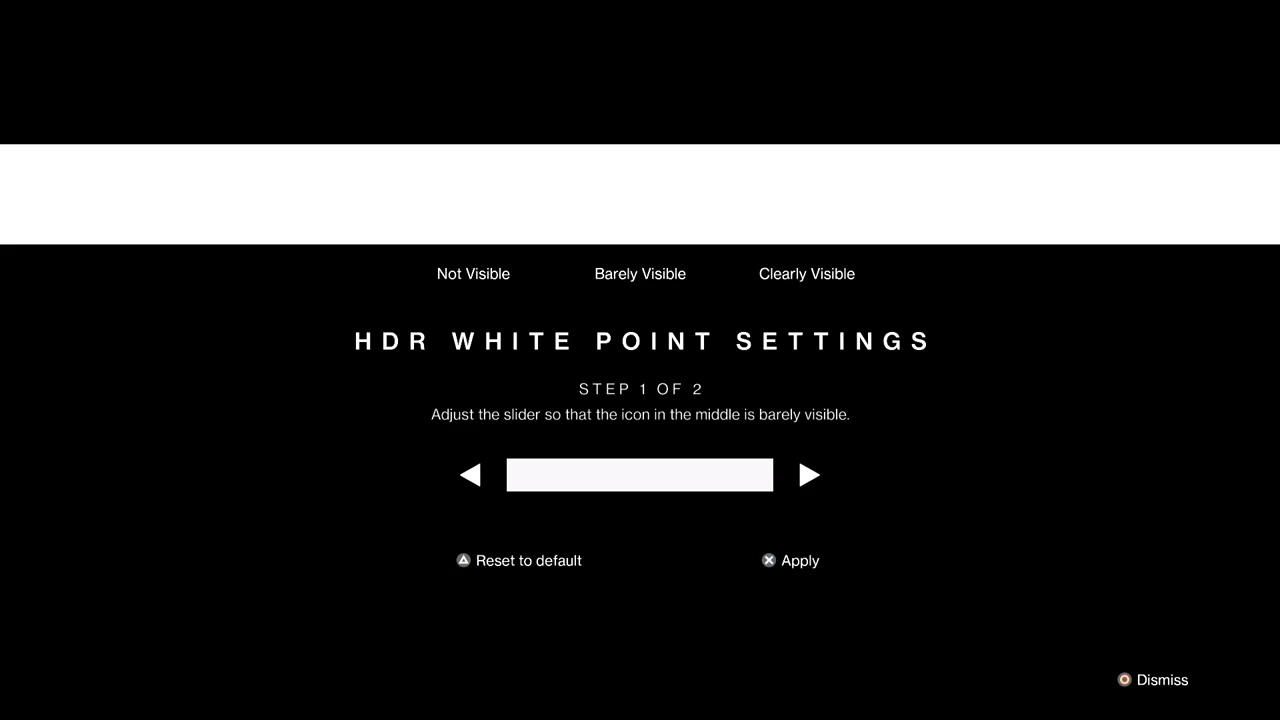 Not Visible Barely Visible Clearly Visible
HDR WHITE POINT SETTINGS
STEP 1 OF 2
Adjust the slider so that the icon in the middle is barely visible.
Reset to default Apply
Dismiss